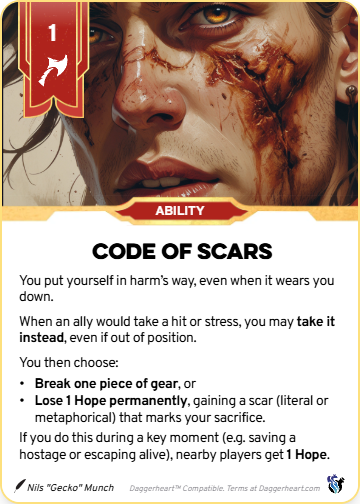 1
ABILITY
CODE OF SCARS
You put yourself in harm's way, even when it wears you
down.
When an ally would take a hit or stress, you may take it
instead, even if out of position.
You then choose:
• Break one piece of gear, or
• Lose 1 Hope permanently, gaining a scar (literal or
metaphorical) that marks your sacrifice.
If you do this during a key moment (e.g. saving a
hostage or escaping alive), nearby players get 1 Hope.
Nils "Gecko" Munch
Daggerheart™ Compatible. Terms at Daggerheart.com